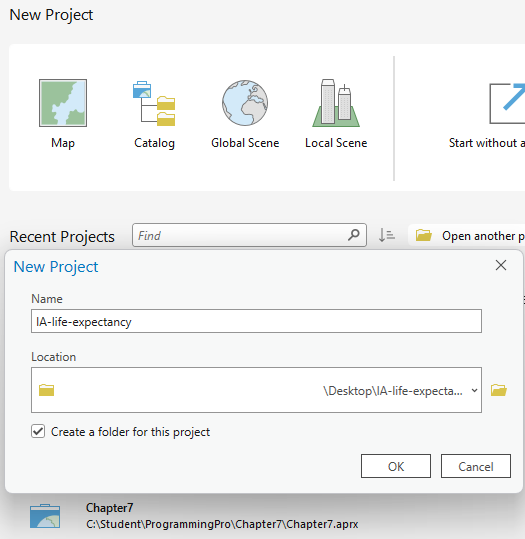 New Project
Map
Catalog
Global Scene
Local Scene
Start without a
Recent Projects
Find
Open another p
New Project
Name
IA-life-expectancy
Location
\Desktop\IA-life-expecta...
Create a folder for this project
OK
Cancel
Chapter7
C:\Student\ProgrammingPro\Chapter7\Chapter7.aprx